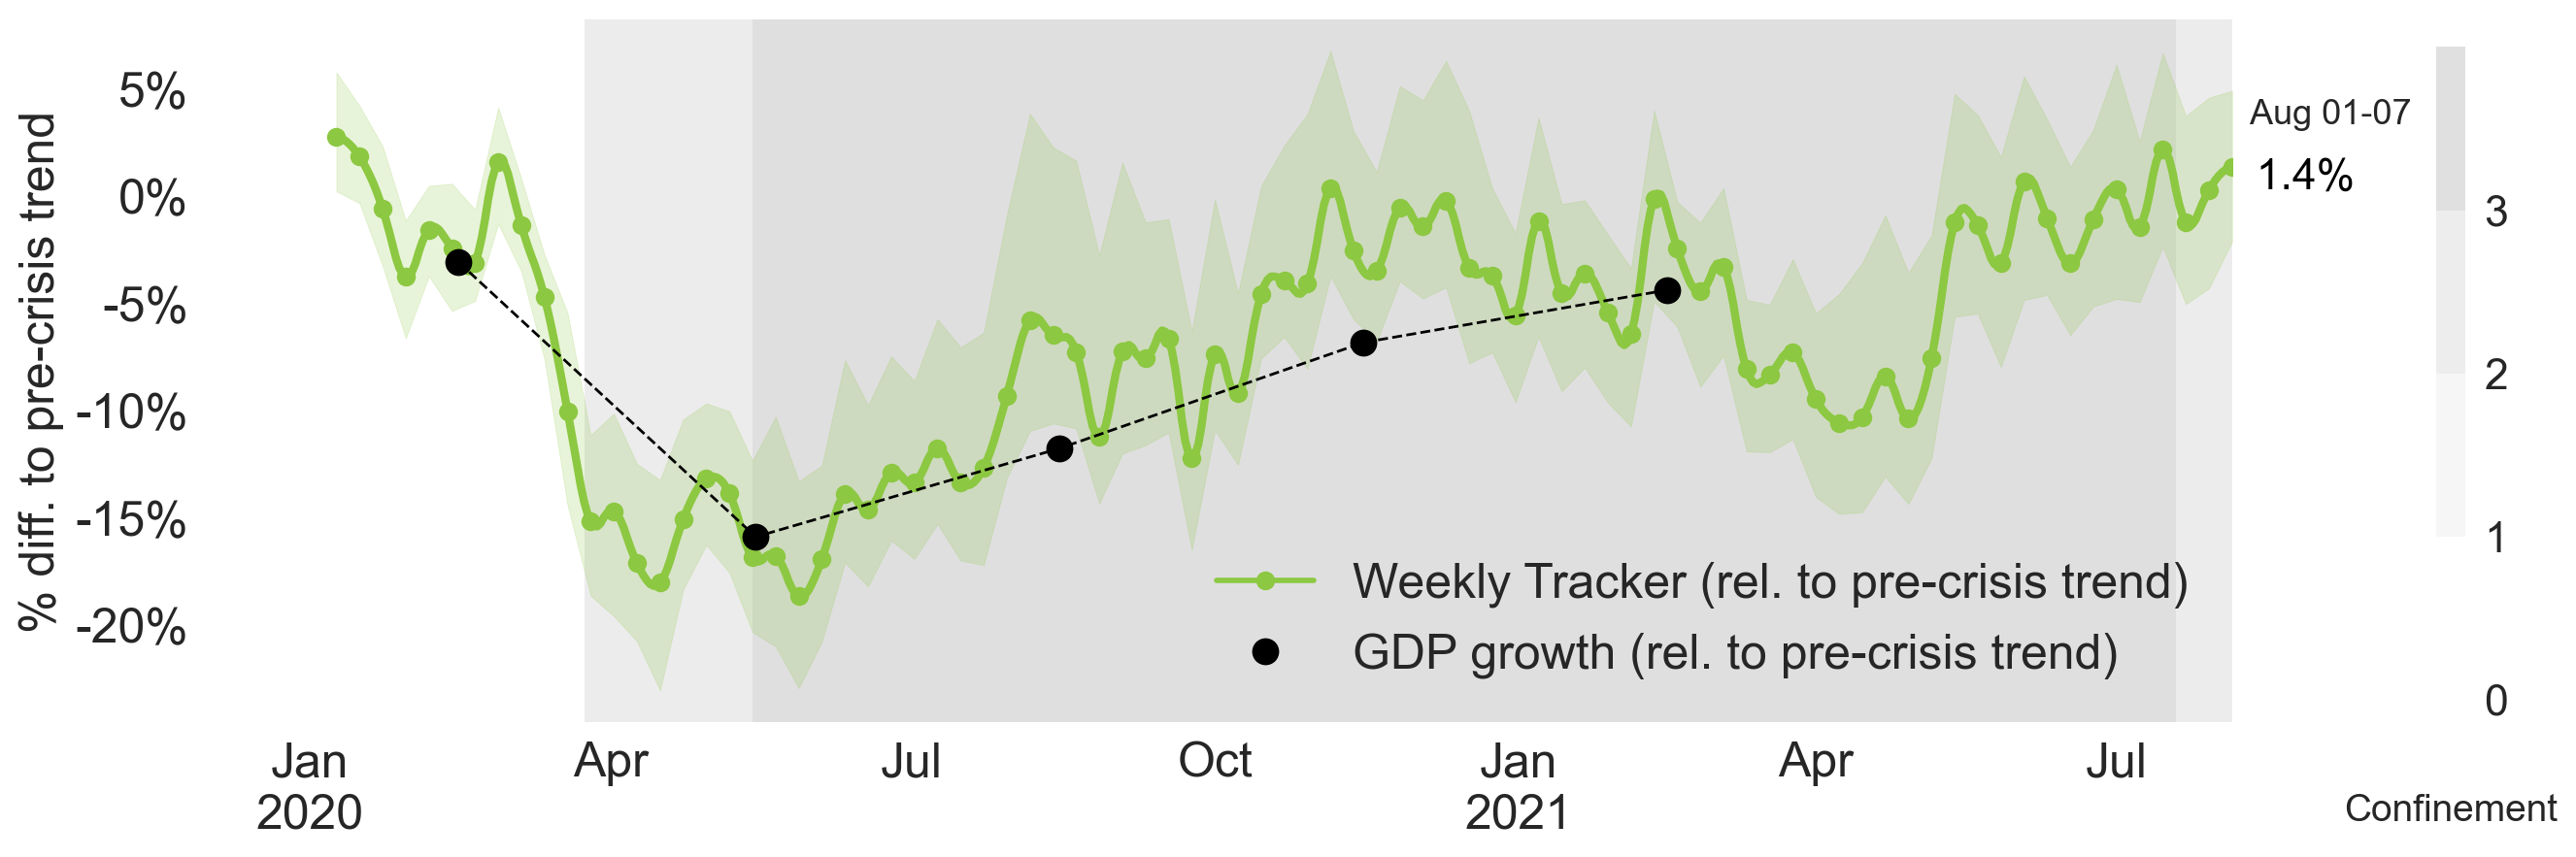 % diff. to pre-crisis trend
5%
0%
-5%
-10%
-15%
-20%
Jan
2020
Apr
Jul
Oct
Jan
2021
Apr
Jul
Weekly Tracker (rel. to pre-crisis trend)
GDP growth (rel. to pre-crisis trend)
Aug 01-07
1.4%
3
2
1
0
Confinement